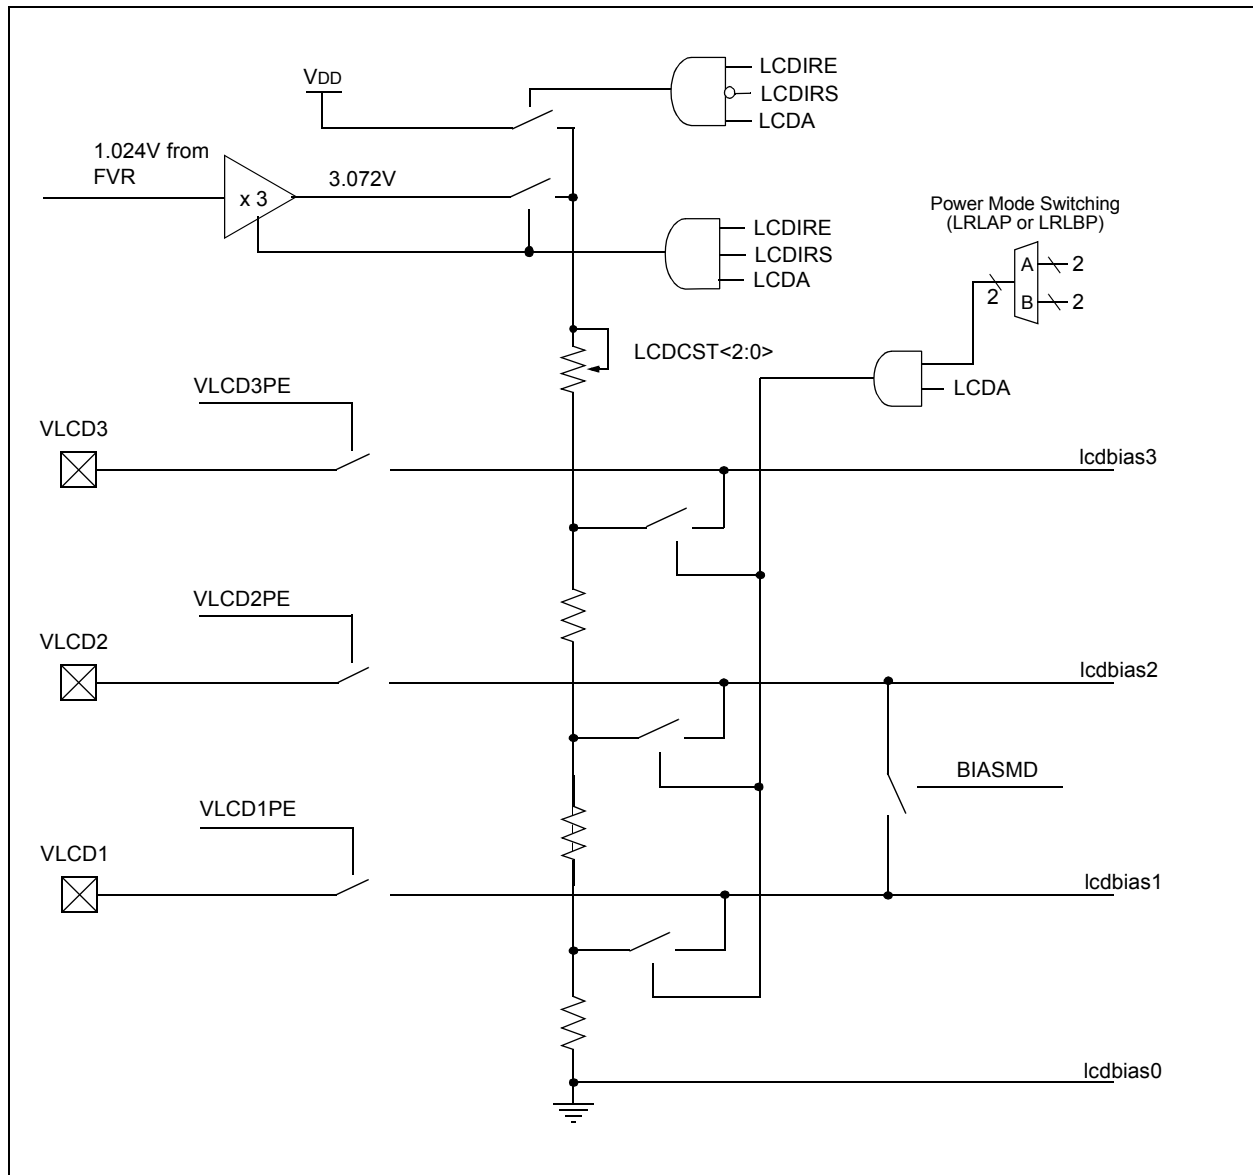 LCDIRE
VDD
LCDIRS
LCDA
1.024V from
FVR
x 3
3.072V
LCDIRE
LCDIRS
LCDA
Power Mode Switching
(LRLAP or LRLBP)
A
2
2
B
2
LCDCST<2:0>
LCDA
VLCD3PE
VLCD3
lcdbias3
VLCD2PE
VLCD2
lcdbias2
BIASMD
VLCD1PE
VLCD1
lcdbias1
lcdbias0